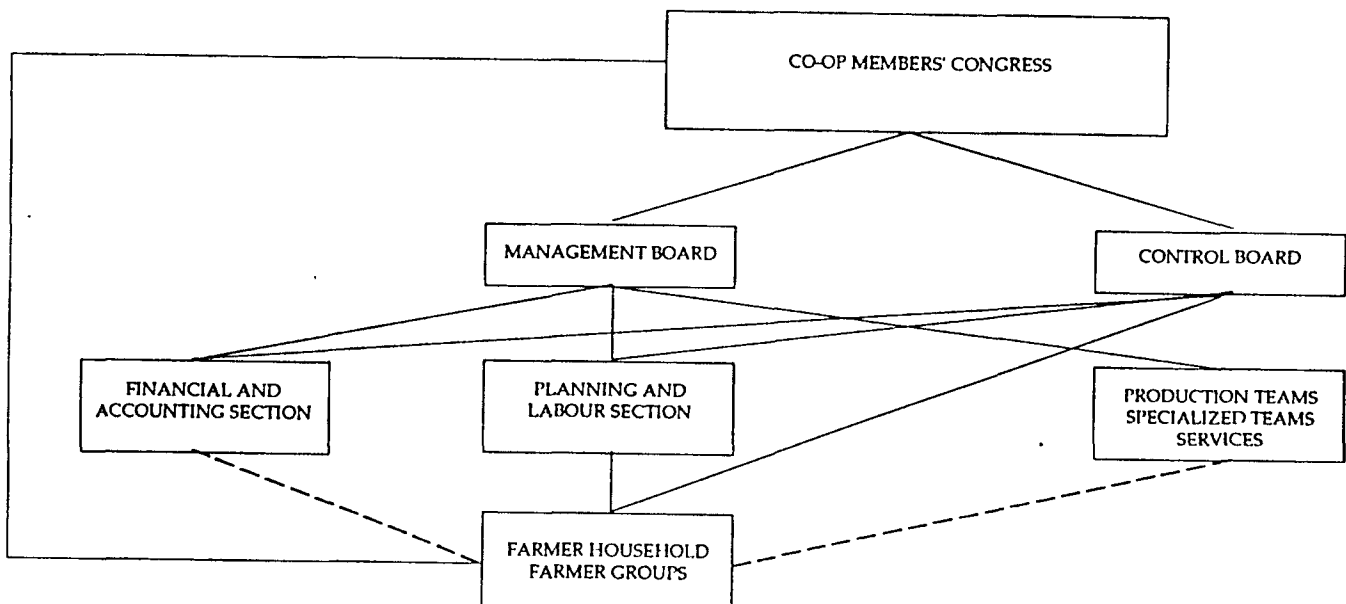 CO-OP MEMBERS' CONGRESS
MANAGEMENT BOARD
CONTROL BOARD
FINANCIAL AND
ACCOUNTING SECTION
PLANNING AND
LABOUR SECTION
PRODUCTION TEAMS
SPECIALIZED TEAMS
SERVICES
FARMER HOUSEHOLD
FARMER GROUPS